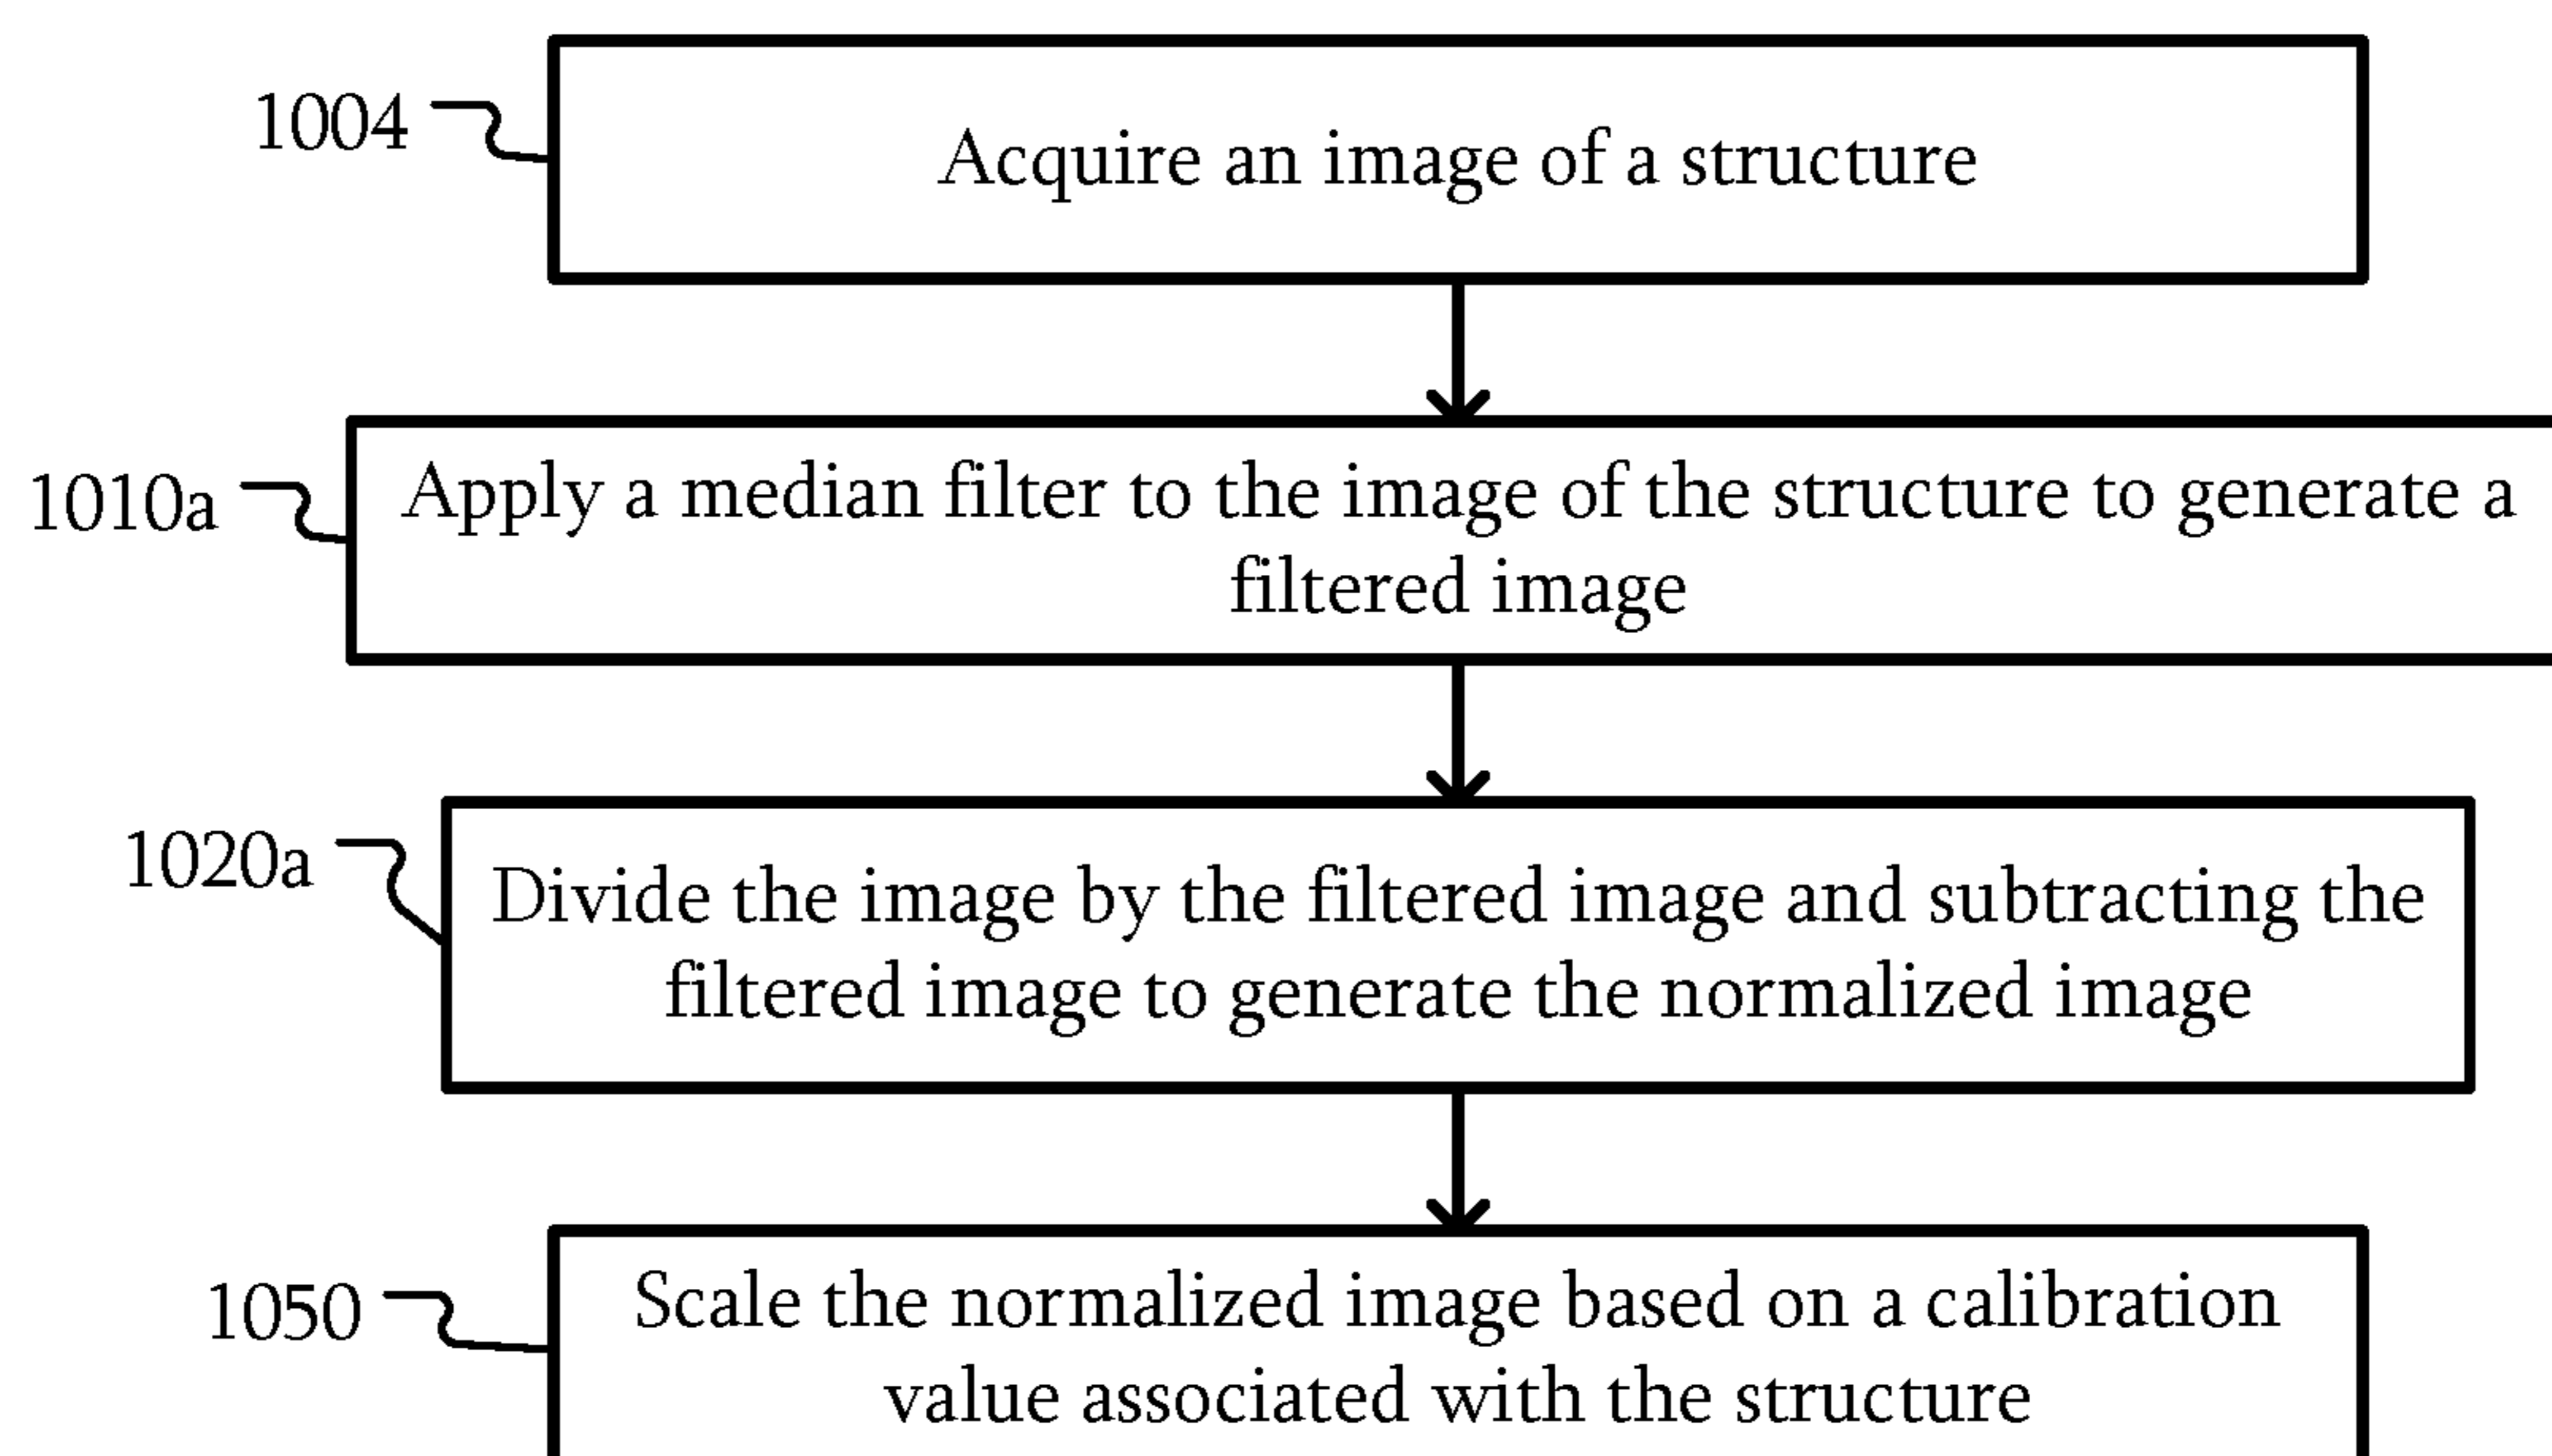 1004
Acquire an image of a structure
1010a
Apply a median filter to the image of the structure to generate a
filtered image
1020a
Divide the image by the filtered image and subtracting the
filtered image to generate the normalized image
1050
Scale the normalized image based on a calibration
value associated with the structure